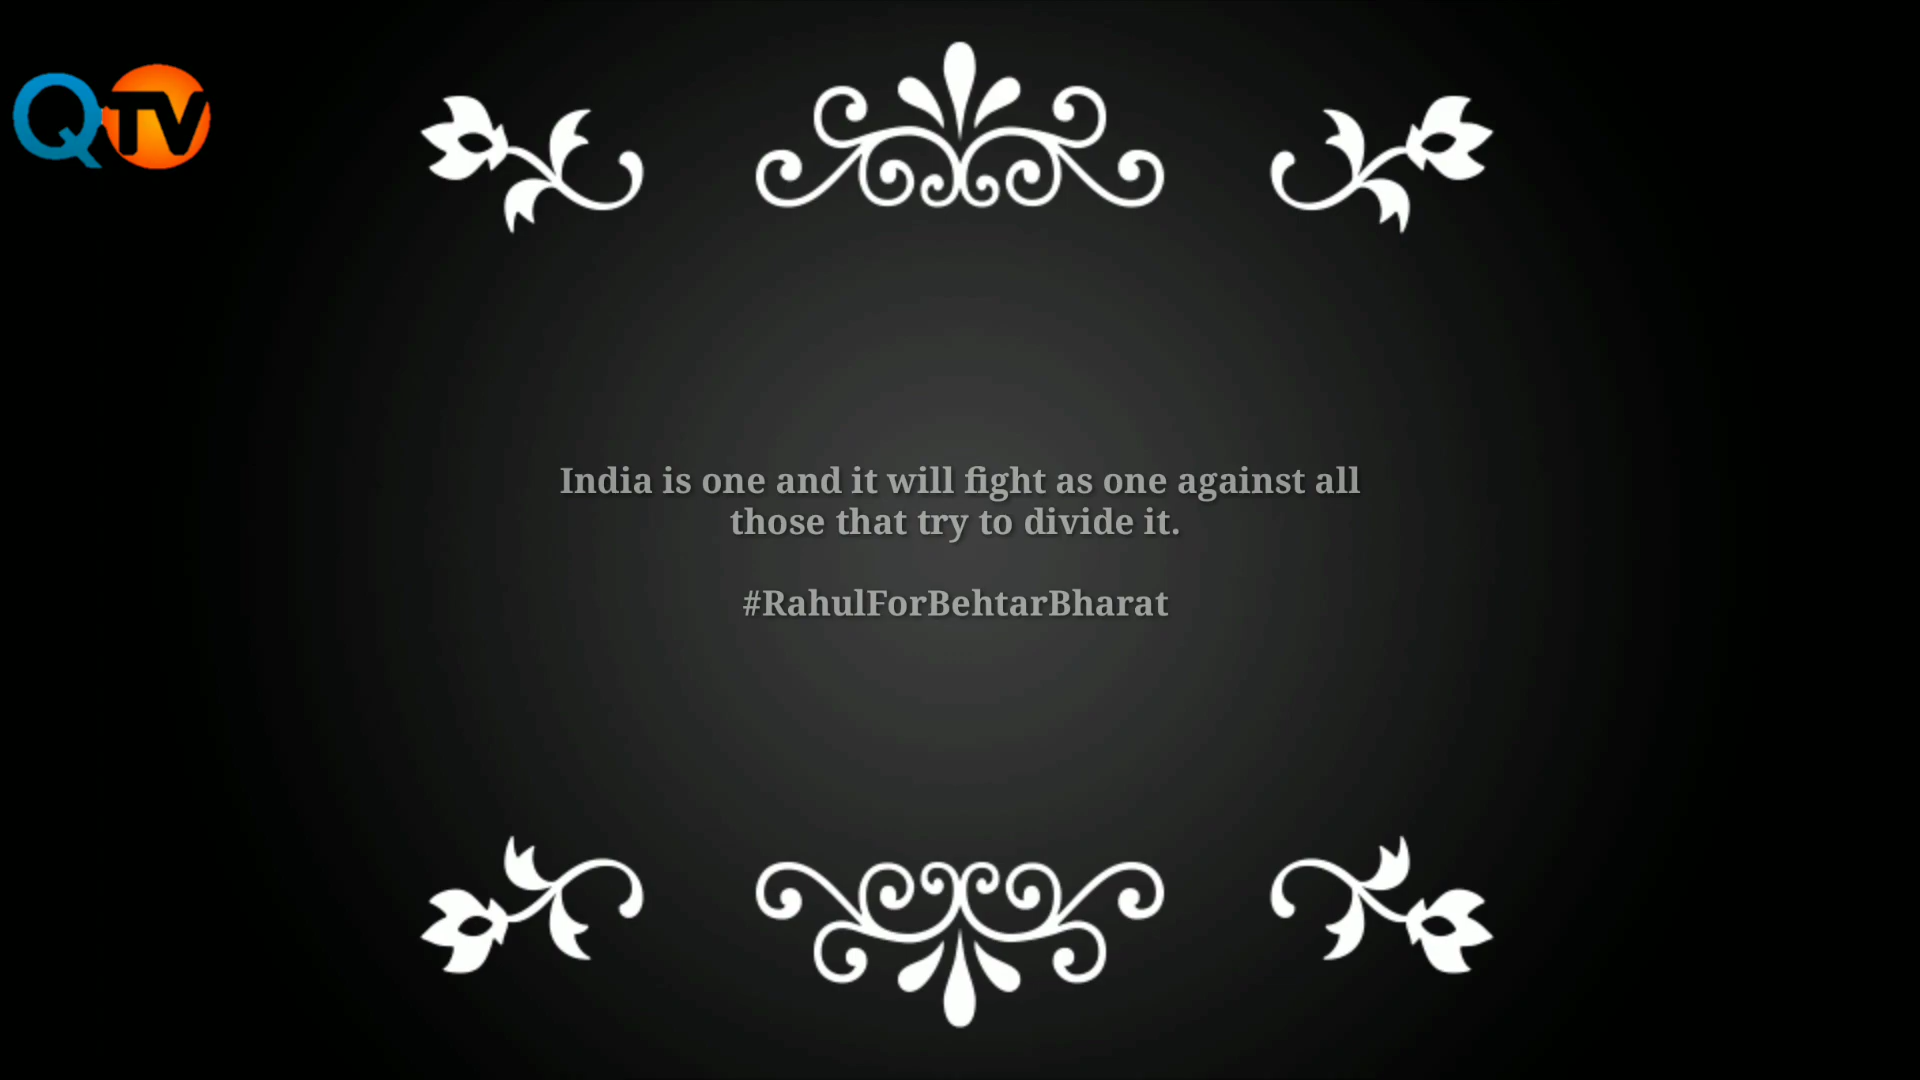 QTV
India is one and it will fight as one against all
those that try to divide it.
#RahulForBehtarBharat